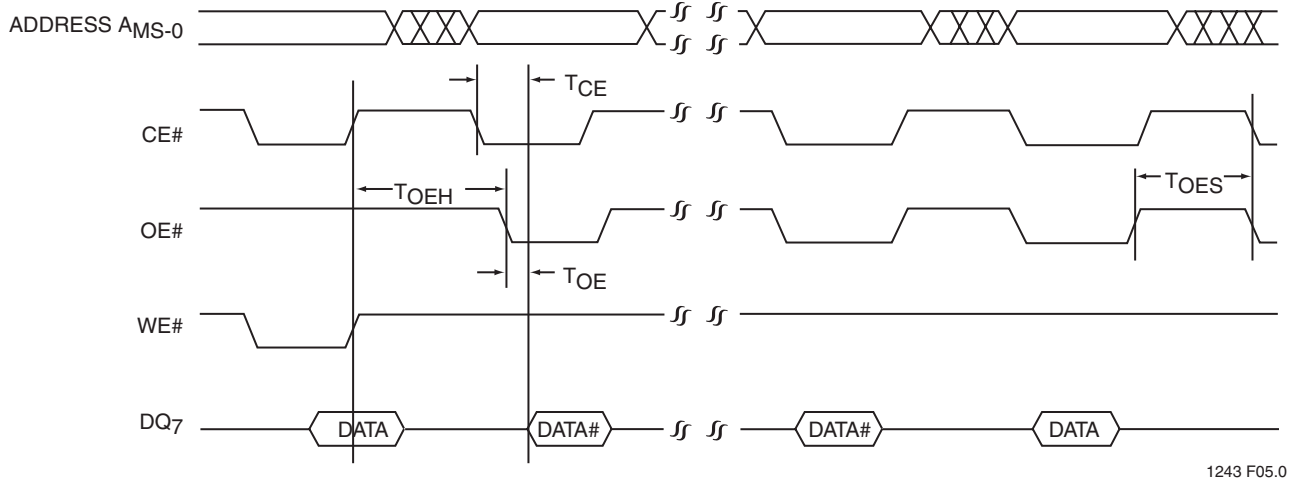 ADDRESS AMS-0
TCE
CE#
TOEH
TOES
OE#
TOE
WE#
DQ7
DATA
DATA#
DATA#
DATA
1243 F05.0